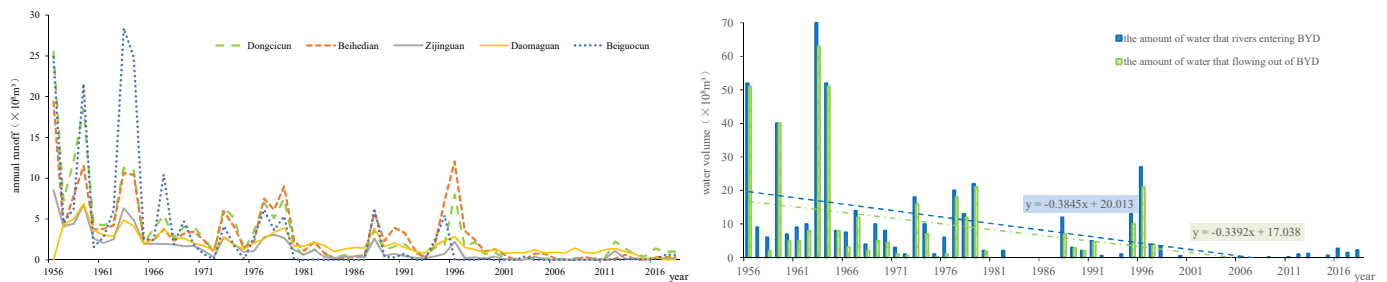 annual runoff (×10⁸m³)
30
25
20
15
10
5
0
Dongcicun Beihedian Zijinguan Daomaguan Beiguocun
1956 1961 1966 1971 1976 1981 1986 1991 1996 2001 2006 2011 2016
year
water volume (×10⁸m³)
70
60
50
40
30
20
10
0
the amount of water that rivers entering BYD
the amount of water that flowing out of BYD
y = -0.3845x + 20.013
y = -0.3392x + 17.038
1956 1961 1966 1971 1976 1981 1986 1991 1996 2001 2006 2011 2016
year